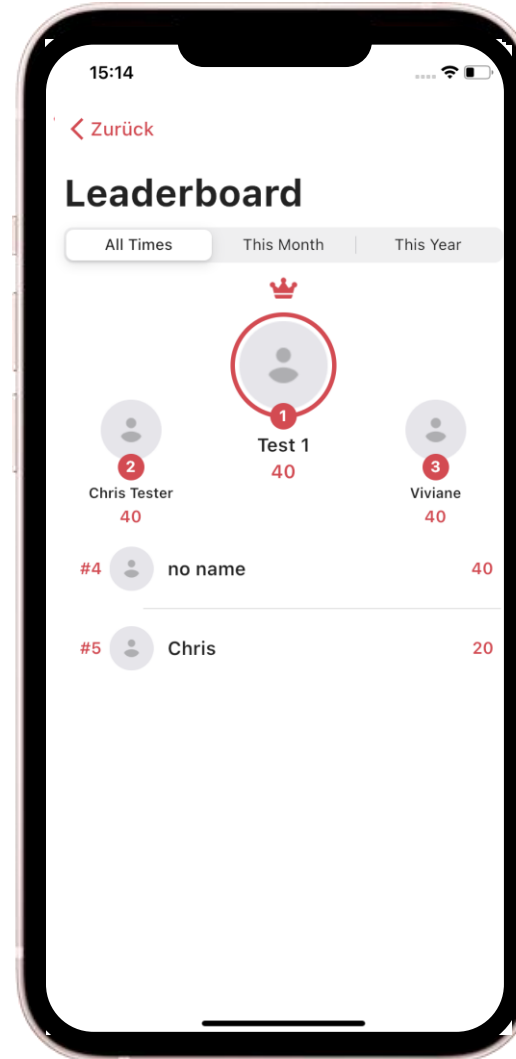 15:14
Zurück
Leaderboard
All Times This Month This Year
1
Test 1
40
2
Chris Tester
40
3
Viviane
40
#4 no name 40
#5 Chris 20